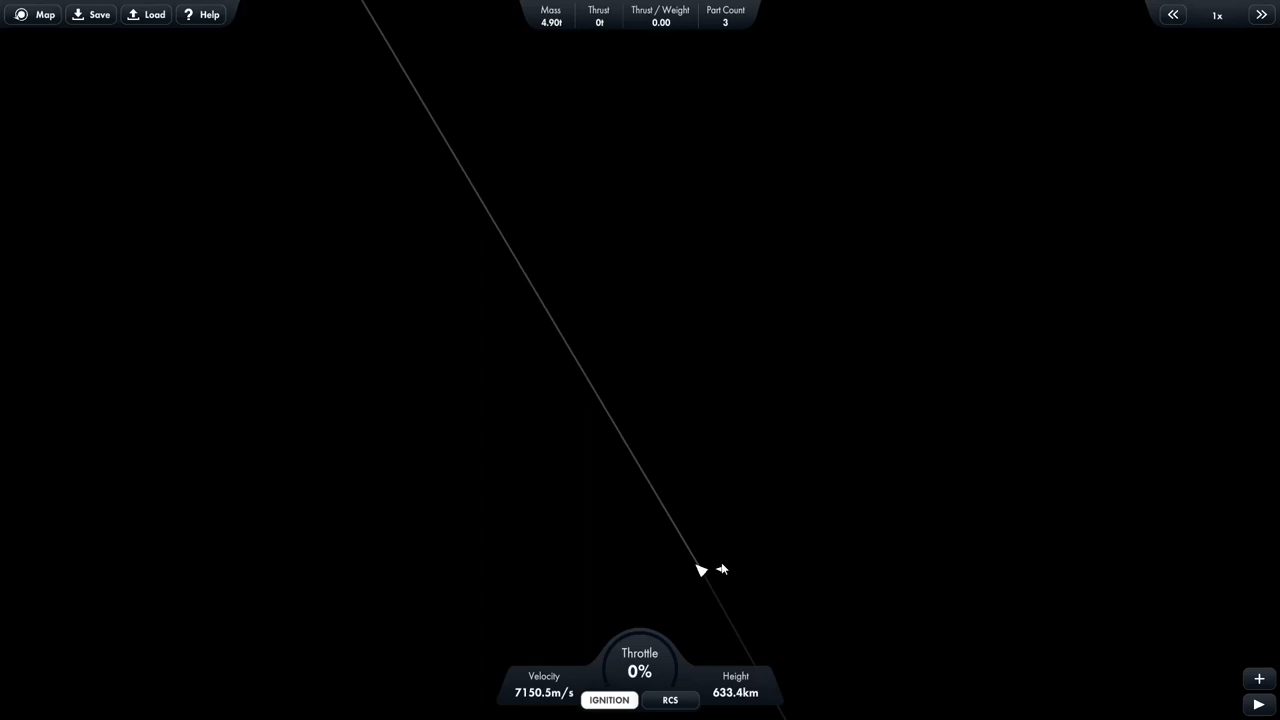 Map Save Load ? Help
Mass Thrust Thrust / Weight Part Count
4.90t 0t 0.00 3
1x
Throttle
0%
Velocity Height
7150.5m/s 633.4km
IGNITION RCS